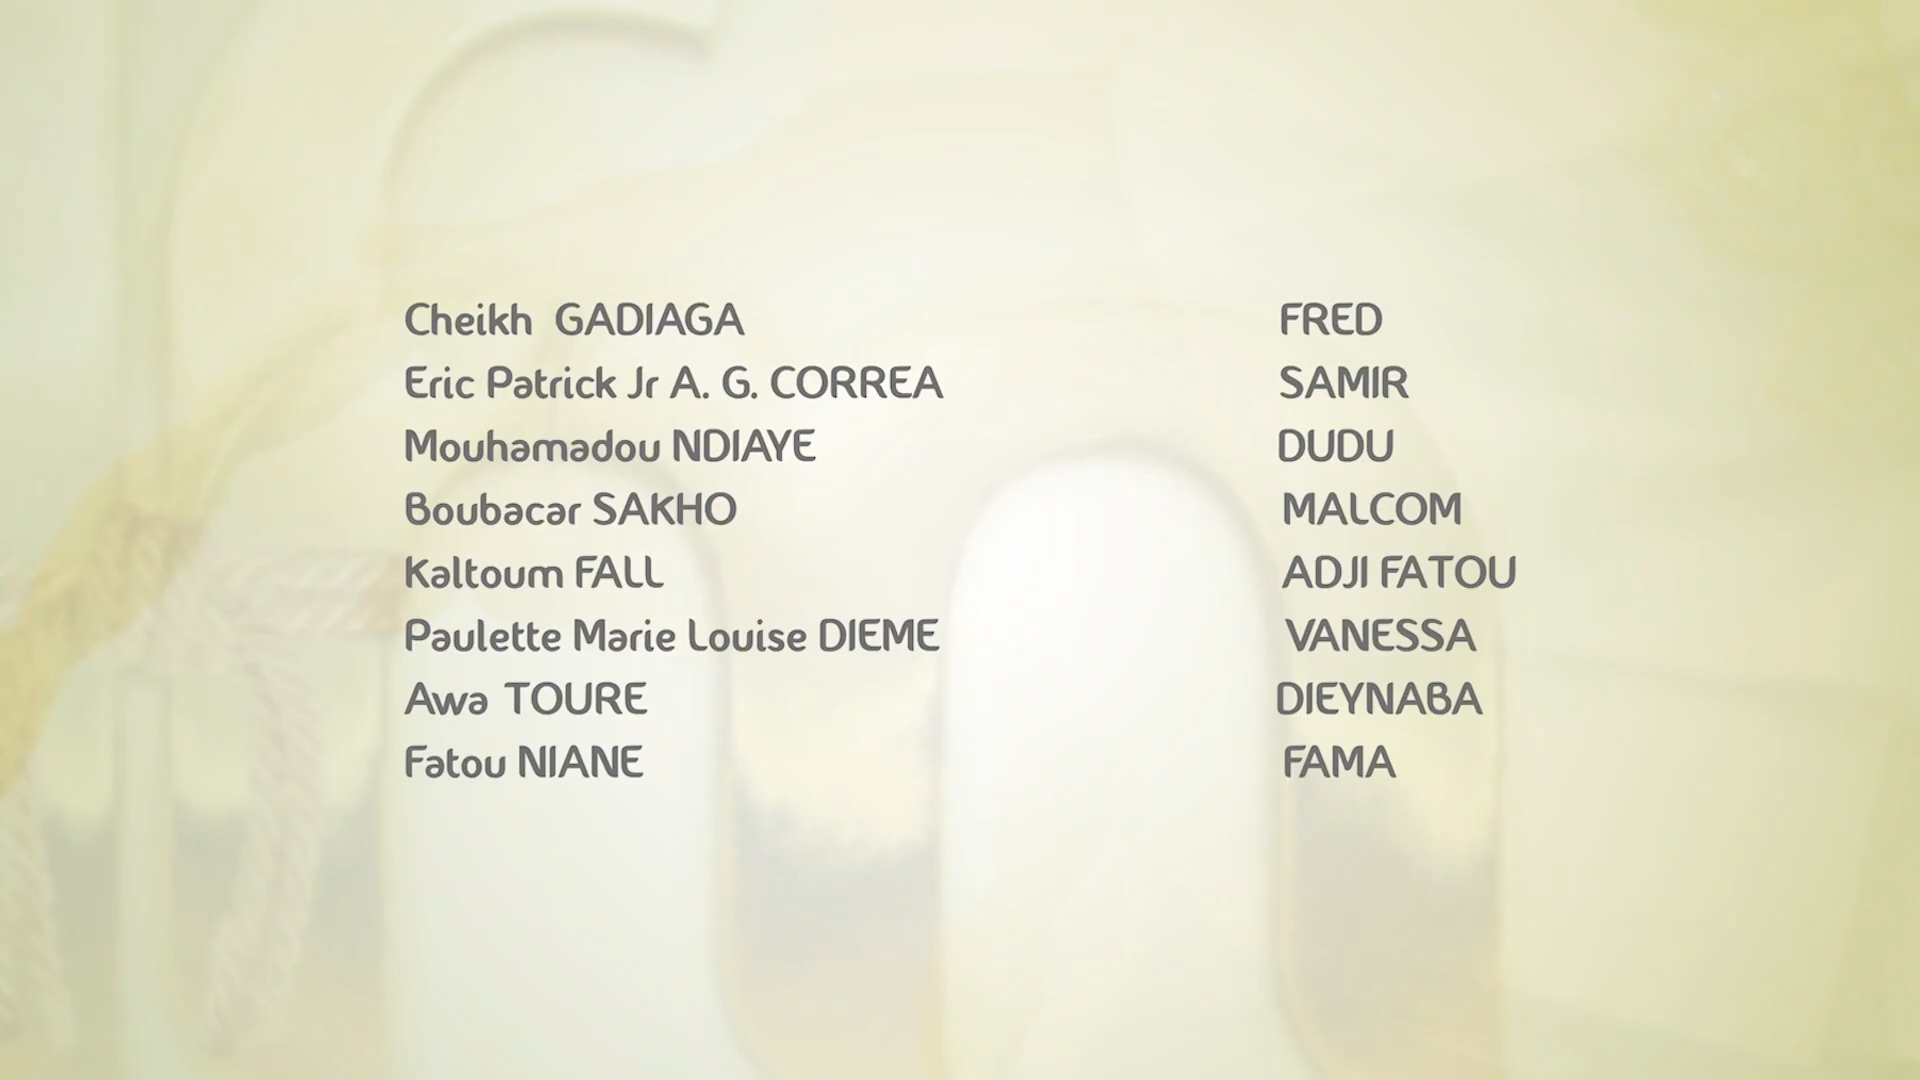 Cheikh GADIAGA FRED
Eric Patrick Jr A. G. CORREA SAMIR
Mouhamadou NDIAYE DUDU
Boubacar SAKHO MALCOM
Kaltoum FALL ADJI FATOU
Paulette Marie Louise DIEME VANESSA
Awa TOURE DIEYNABA
Fatou NIANE FAMA